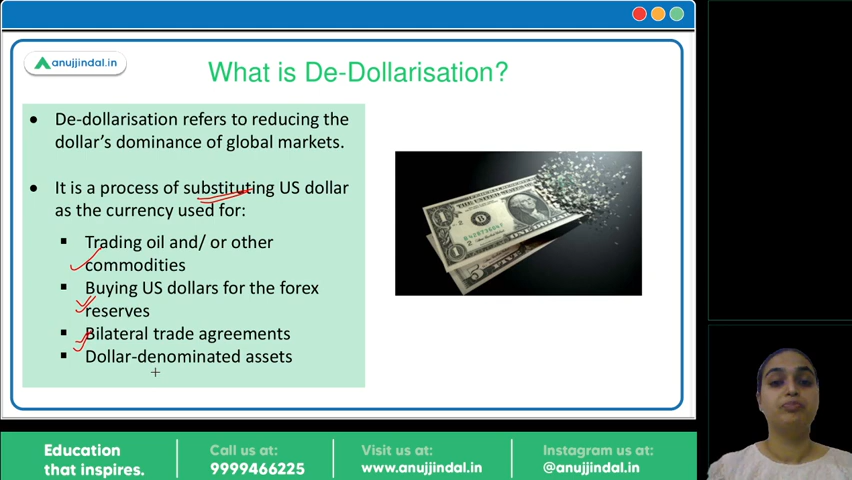 anujjindal.in
What is De-Dollarisation?
● De-dollarisation refers to reducing the
dollar's dominance of global markets.
● It is a process of substituting US dollar
as the currency used for:
▪ Trading oil and/ or other
commodities
▪ Buying US dollars for the forex
reserves
▪ Bilateral trade agreements
▪ Dollar-denominated assets
Education
that inspires.
Call us at:
9999466225
Visit us at:
www.anujjindal.in
Instagram us at:
@anujjindal.in